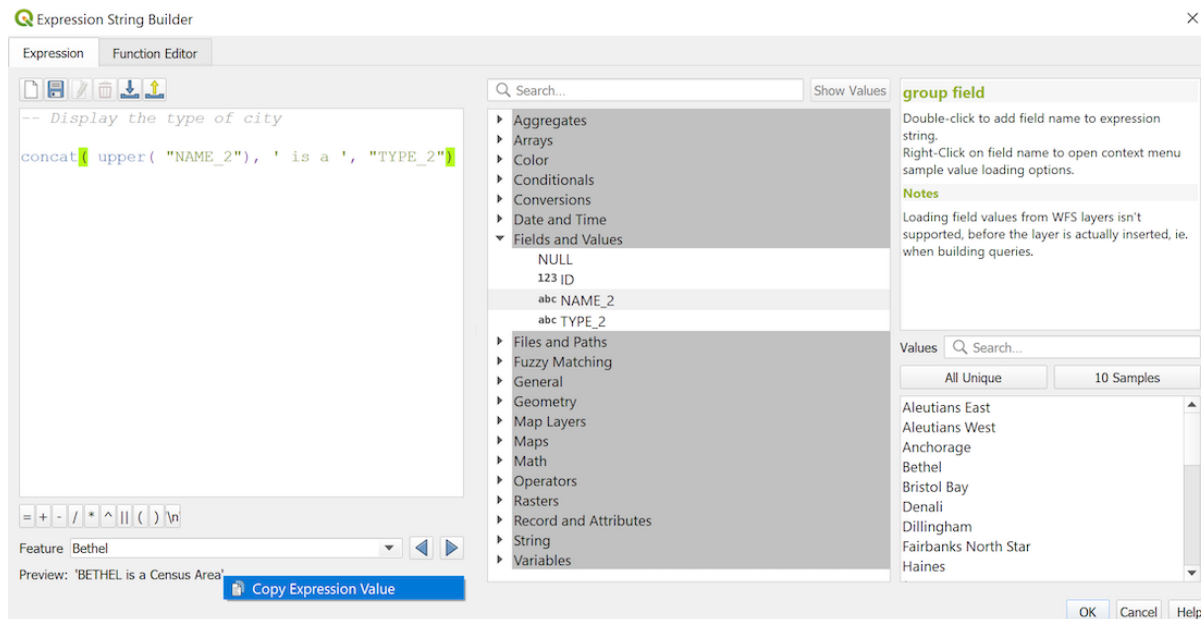 Expression String Builder
Expression
Function Editor
-- Display the type of city
concat( upper( "NAME_2"), ' is a ', "TYPE_2")
= + - / * ^ || ( ) \n
Feature Bethel
Preview: 'BETHEL is a Census Area'
Copy Expression Value
Search...
Show Values
Aggregates
Arrays
Color
Conditionals
Conversions
Date and Time
Fields and Values
NULL
123 ID
abc NAME_2
abc TYPE_2
Files and Paths
Fuzzy Matching
General
Geometry
Map Layers
Maps
Math
Operators
Rasters
Record and Attributes
String
Variables
group field
Double-click to add field name to expression
string.
Right-Click on field name to open context menu
sample value loading options.
Notes
Loading field values from WFS layers isn't
supported, before the layer is actually inserted, ie.
when building queries.
Values Search...
All Unique
10 Samples
Aleutians East
Aleutians West
Anchorage
Bethel
Bristol Bay
Denali
Dillingham
Fairbanks North Star
Haines
OK
Cancel
Help